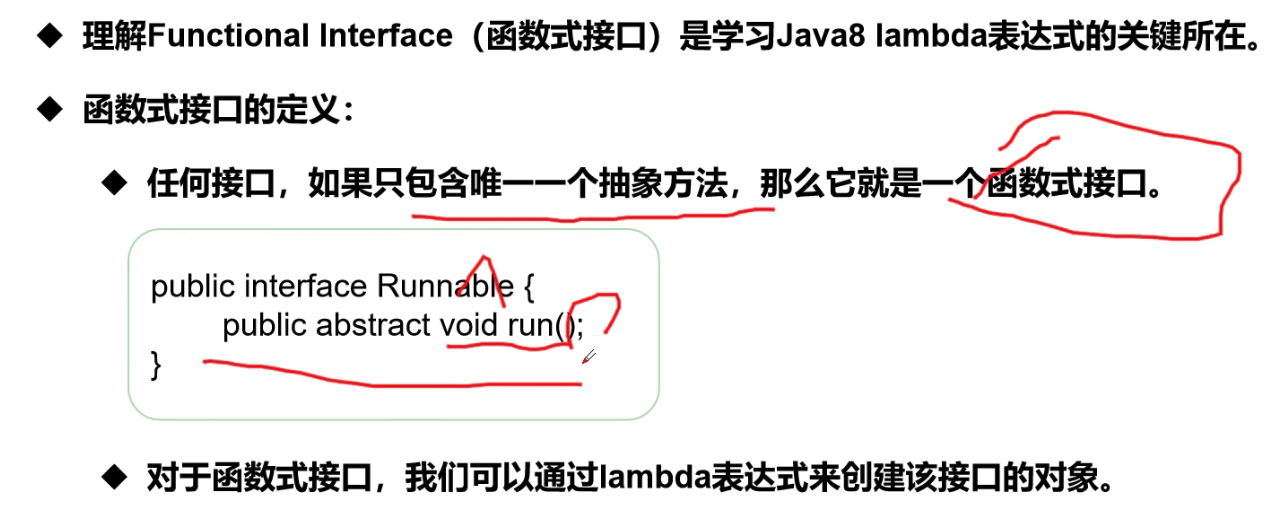 理解Functional Interface（函数式接口）是学习Java8 lambda表达式的关键所在。
函数式接口的定义：
任何接口，如果只包含唯一一个抽象方法，那么它就是一个函数式接口。
public interface Runnable {
public abstract void run();
}
对于函数式接口，我们可以通过lambda表达式来创建该接口的对象。